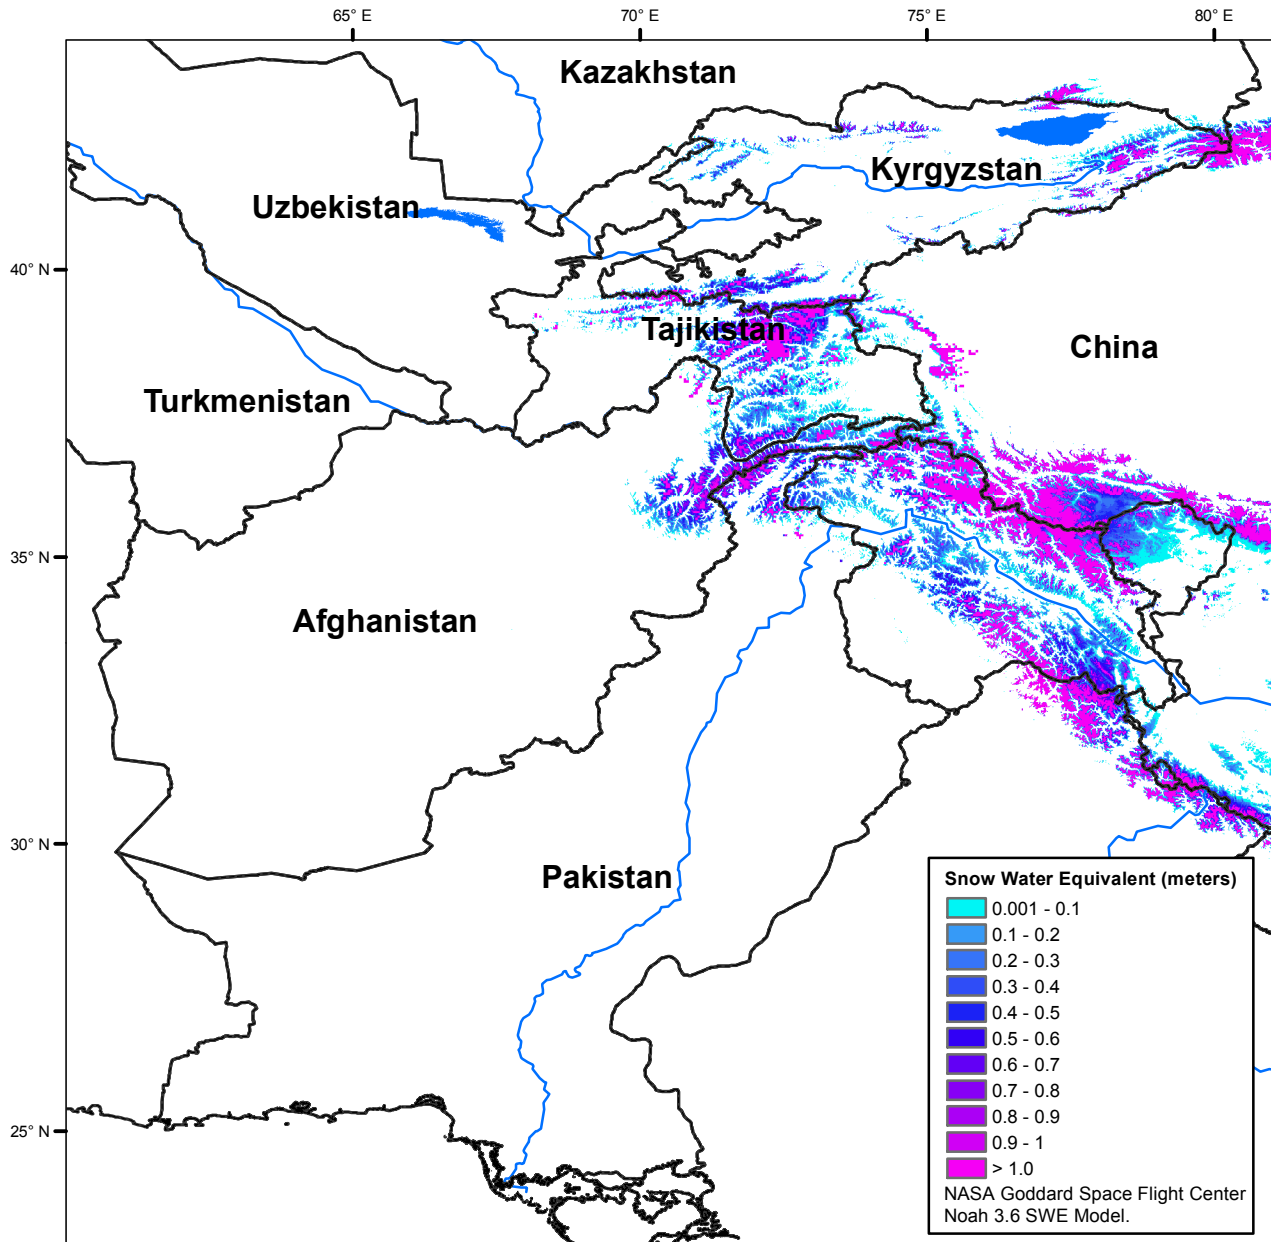 65° E
70° E
75° E
80° E
Kazakhstan
Kyrgyzstan
Uzbekistan
40° N
Tajikistan
China
Turkmenistan
35° N
Afghanistan
30° N
Pakistan
25° N
Snow Water Equivalent (meters)
0.001 - 0.1
0.1 - 0.2
0.2 - 0.3
0.3 - 0.4
0.4 - 0.5
0.5 - 0.6
0.6 - 0.7
0.7 - 0.8
0.8 - 0.9
0.9 - 1
> 1.0
NASA Goddard Space Flight Center
Noah 3.6 SWE Model.